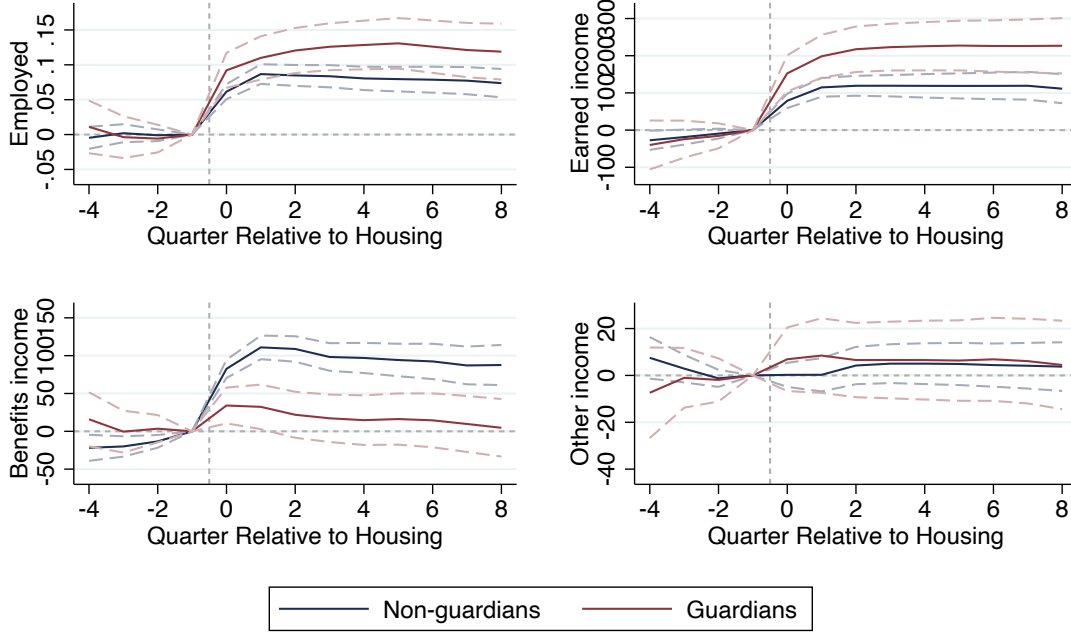 Employed
.15
.1
.05
0
-.05
-4 -2 0 2 4 6 8
Quarter Relative to Housing
Earned income
300
200
100
0
-100
-4 -2 0 2 4 6 8
Quarter Relative to Housing
Benefits income
150
100
50
0
-50
-4 -2 0 2 4 6 8
Quarter Relative to Housing
Other income
20
0
-20
-40
-4 -2 0 2 4 6 8
Quarter Relative to Housing
Non-guardians Guardians